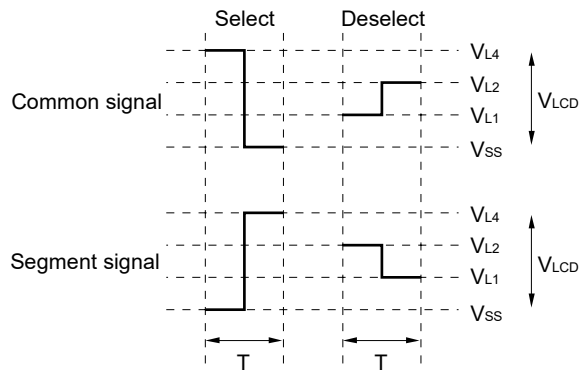 Select Deselect
VL4
VL2
Common signal
VLCD
VL1
VSS
VL4
VL2
Segment signal
VLCD
VL1
VSS
T T